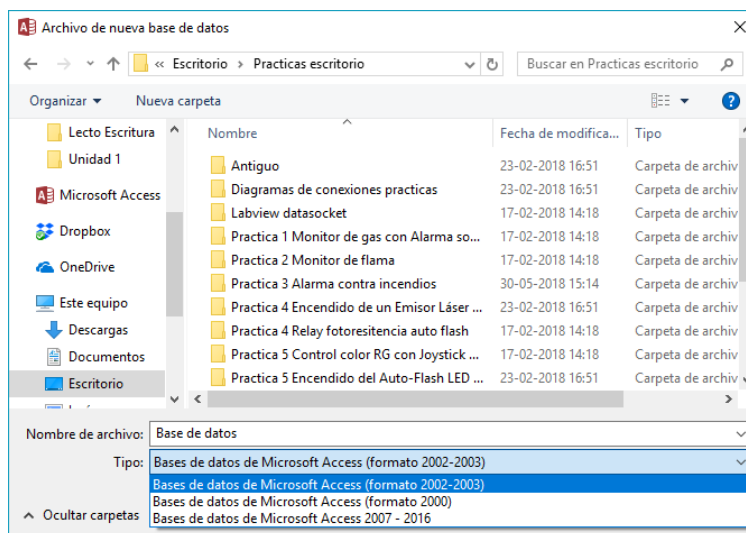 Archivo de nueva base de datos
« Escritorio > Practicas escritorio
Buscar en Practicas escritorio
Organizar
Nueva carpeta
Lecto Escritura
Unidad 1
Microsoft Access
Dropbox
OneDrive
Este equipo
Descargas
Documentos
Escritorio
Nombre Fecha de modifica... Tipo
Antiguo 23-02-2018 16:51 Carpeta de archiv
Diagramas de conexiones practicas 23-02-2018 16:51 Carpeta de archiv
Labview datasocket 17-02-2018 14:18 Carpeta de archiv
Practica 1 Monitor de gas con Alarma so... 17-02-2018 14:18 Carpeta de archiv
Practica 2 Monitor de flama 17-02-2018 14:18 Carpeta de archiv
Practica 3 Alarma contra incendios 30-05-2018 15:14 Carpeta de archiv
Practica 4 Encendido de un Emisor Láser ... 23-02-2018 16:51 Carpeta de archiv
Practica 4 Relay fotoresitencia auto flash 17-02-2018 14:18 Carpeta de archiv
Practica 5 Control color RG con Joystick ... 17-02-2018 14:18 Carpeta de archiv
Practica 5 Encendido del Auto-Flash LED ... 23-02-2018 16:51 Carpeta de archiv
Nombre de archivo: Base de datos
Tipo: Bases de datos de Microsoft Access (formato 2002-2003)
Bases de datos de Microsoft Access (formato 2002-2003)
Bases de datos de Microsoft Access (formato 2000)
Bases de datos de Microsoft Access 2007 - 2016
Ocultar carpetas